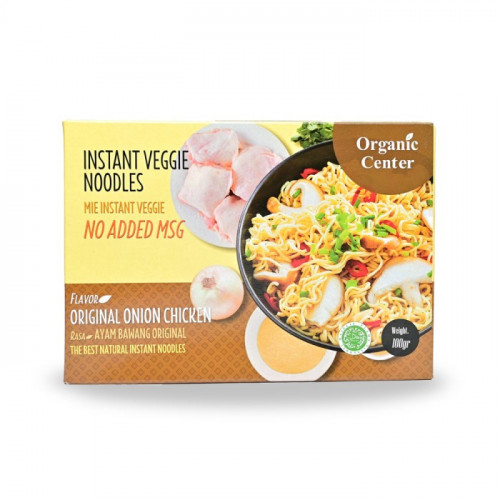 INSTANT VEGGIE
NOODLES
MIE INSTANT VEGGIE
NO ADDED MSG
Organic
Center
FLAVOR
ORIGINAL ONION CHICKEN
RASA AYAM BAWANG ORIGINAL
THE BEST NATURAL INSTANT NOODLES
Weight.
100gr